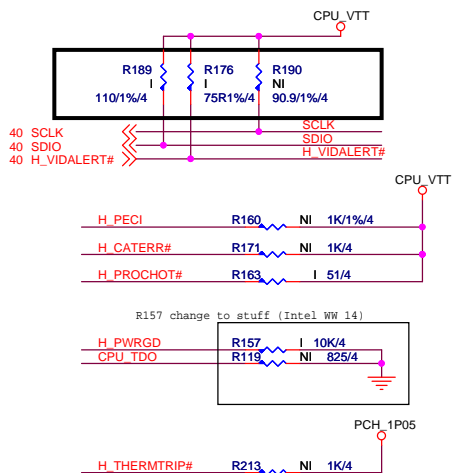 CPU_VTT
R189 R176 R190
I I NI
110/1%/4 75R1%/4 90.9/1%/4
40 SCLK SCLK
40 SDIO SDIO
40 H_VIDALERT# H_VIDALERT#
CPU_VTT
H_PECI R160 NI 1K/1%/4
H_CATERR# R171 NI 1K/4
H_PROCHOT# R163 I 51/4
R157 change to stuff (Intel WW 14)
H_PWRGD R157 I 10K/4
CPU_TDO R119 NI 825/4
PCH_1P05
H_THERMTRIP# R213 NI 1K/4